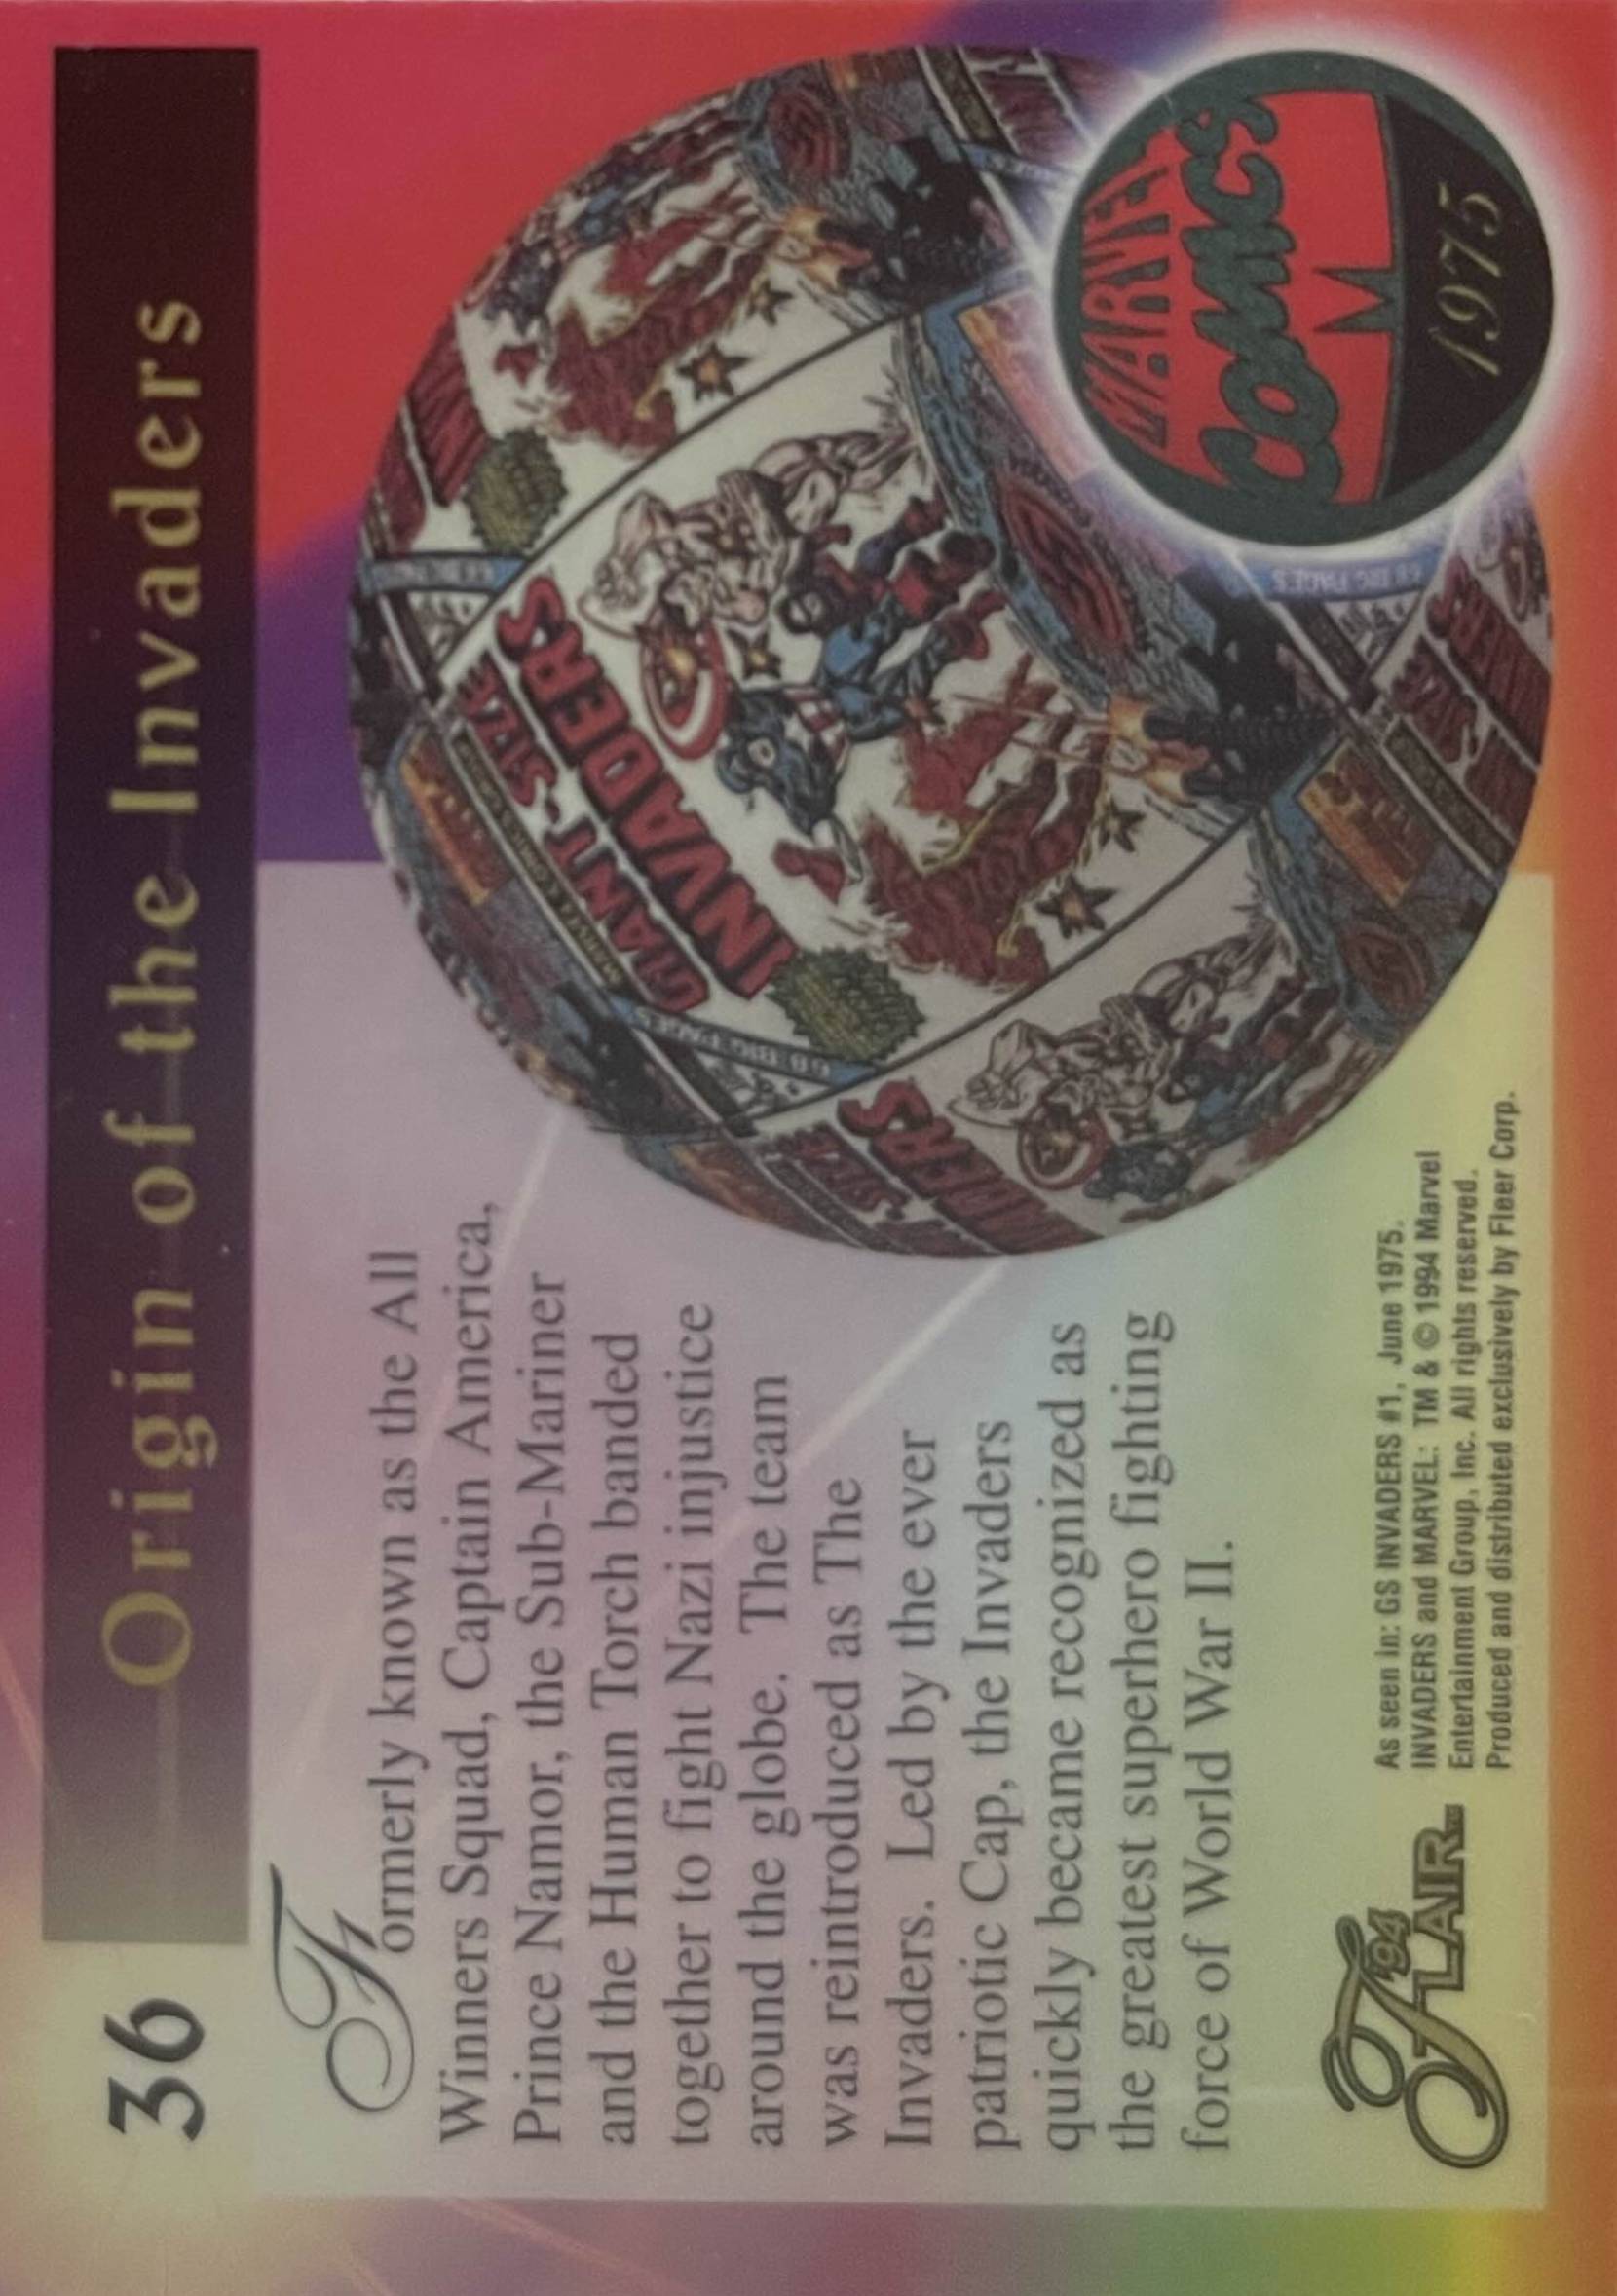 36
Origin of the Invaders
Formerly known as the All
Winners Squad, Captain America,
Prince Namor, the Sub-Mariner
and the Human Torch banded
together to fight Nazi injustice
around the globe. The team
was reintroduced as The
Invaders. Led by the ever
patriotic Cap, the Invaders
quickly became recognized as
the greatest superhero fighting
force of World War II.
GIANT-SIZE
INVADERS
MARVEL
COMICS
M
1975
'94
FLAIR
As seen in: GS INVADERS #1, June 1975.
INVADERS and MARVEL: TM & © 1994 Marvel
Entertainment Group, Inc. All rights reserved.
Produced and distributed exclusively by Fleer Corp.